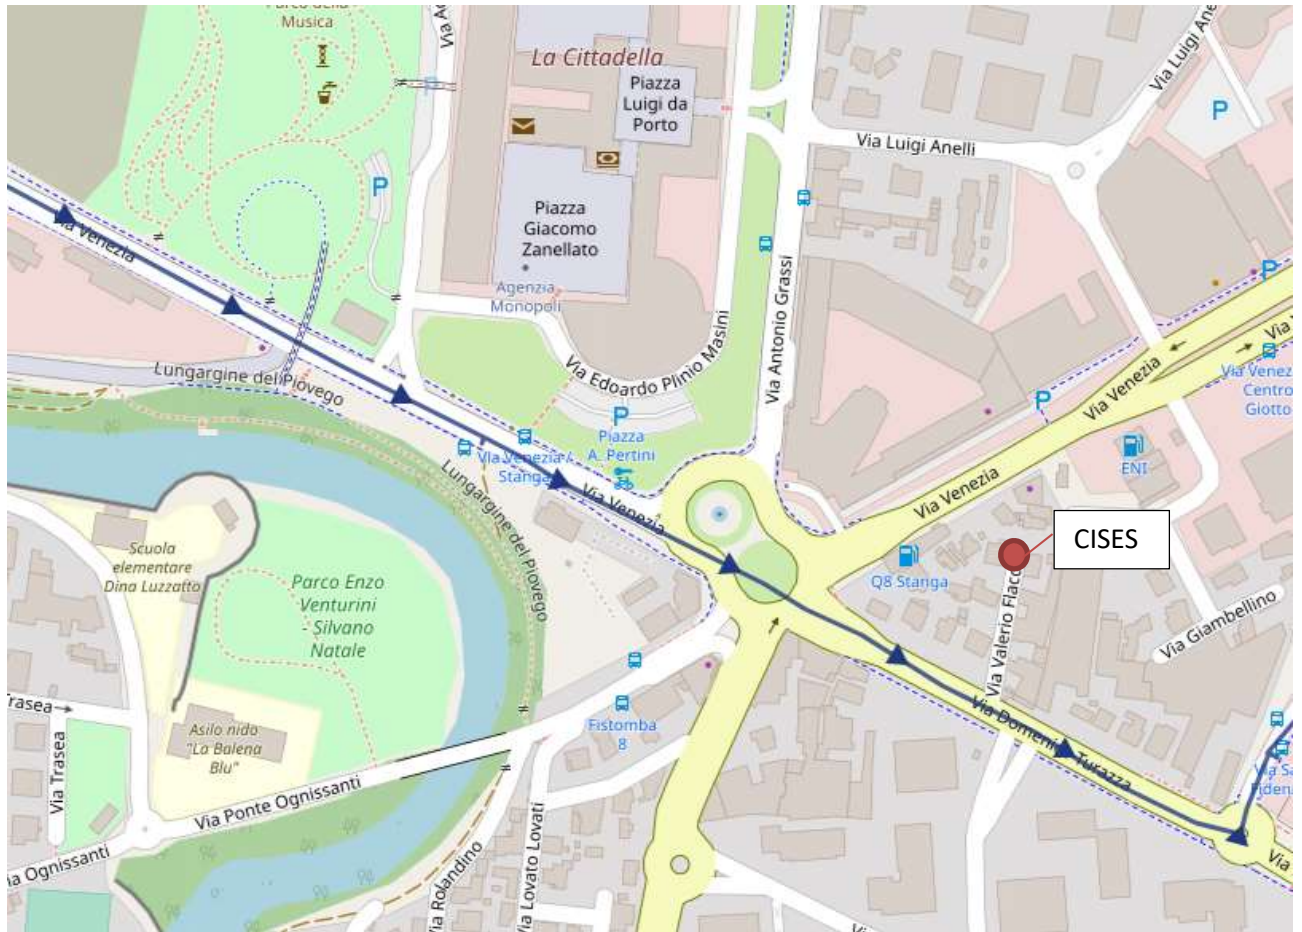 Parco della
Musica
La Cittadella
Piazza
Luigi da
Porto
Via Luigi Anelli
Via Luigi Anelli
P
P
Piazza
Giacomo
Zanellato
Agenzia
Monopoli
Via Venezia
Via Edoardo Plinio Masini
Via Antonio Grassi
Lungargine del Piovego
P
Piazza
A. Pertini
P
P
Via Venezia
Via Venezia
Centro
Giotto
ENI
Via Venezia /
Stanga
Via Venezia
Via Venezia
Lungargine del Piovego
CISES
Q8 Stanga
Scuola
elementare
Dina Luzzatto
Parco Enzo
Venturini
- Silvano
Natale
Via Valerio Flacco
Via Giambellino
Trasea
Via Trasea
Asilo nido
"La Balena
Blu"
Fistomba
8
Via Domenico Turazza
Via Ponte Ognissanti
Via Ognissanti
Via Rolandino
Via Lovato Lovati
Via